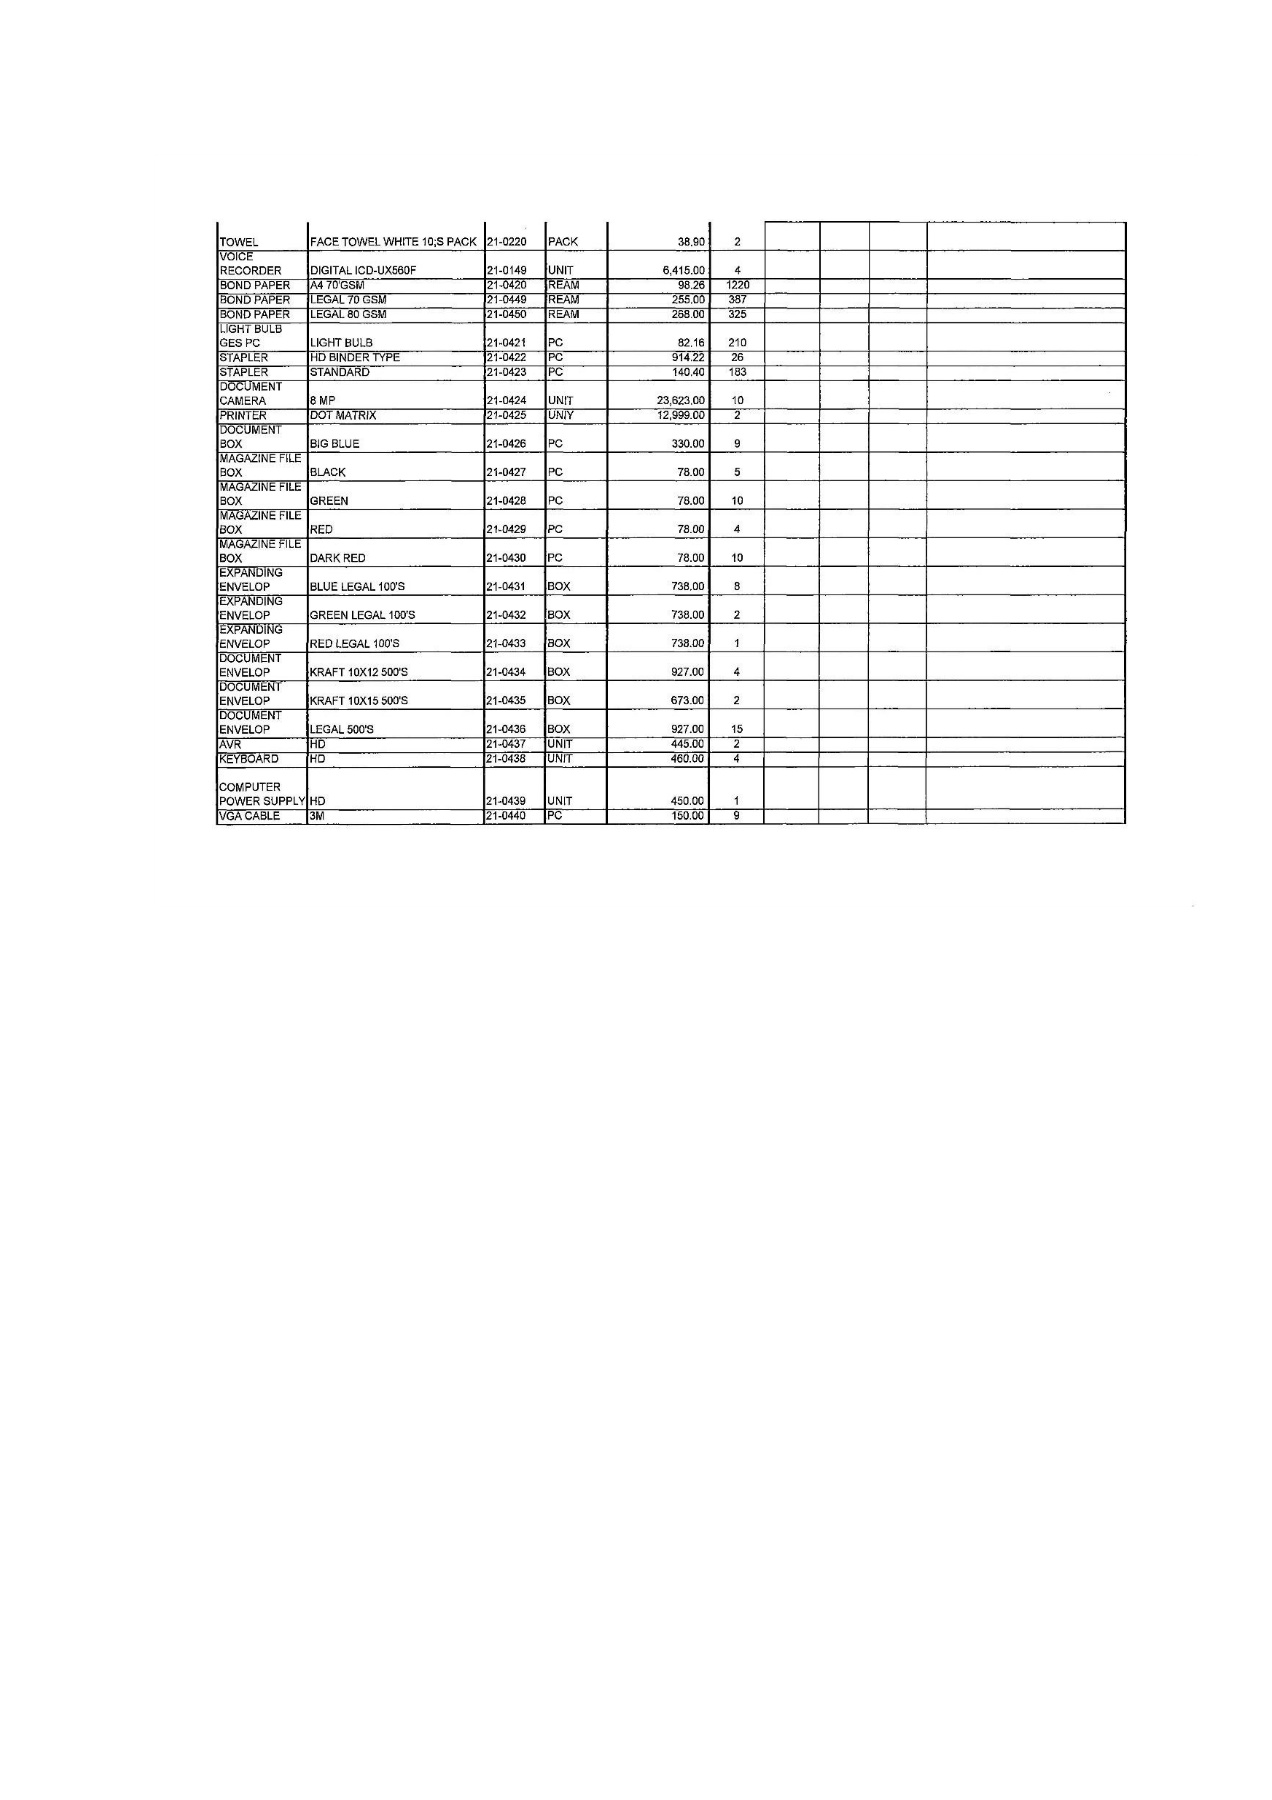 TOWEL FACE TOWEL WHITE 10;S PACK 21-0220 PACK 38.90 2
VOICE
RECORDER DIGITAL ICD-UX560F 21-0149 UNIT 6,415.00 4
BOND PAPER A4 70'GSM 21-0420 REAM 98.26 1220
BOND PAPER LEGAL 70 GSM 21-0449 REAM 255.00 387
BOND PAPER LEGAL 80 GSM 21-0450 REAM 268.00 325
LIGHT BULB
GES PC LIGHT BULB 21-0421 PC 82.16 210
STAPLER HD BINDER TYPE 21-0422 PC 914.22 26
STAPLER STANDARD 21-0423 PC 140.40 183
DOCUMENT
CAMERA 8 MP 21-0424 UNIT 23,623.00 10
PRINTER DOT MATRIX 21-0425 UNIY 12,999.00 2
DOCUMENT
BOX BIG BLUE 21-0426 PC 330.00 9
MAGAZINE FILE
BOX BLACK 21-0427 PC 78.00 5
MAGAZINE FILE
BOX GREEN 21-0428 PC 78.00 10
MAGAZINE FILE
BOX RED 21-0429 PC 78.00 4
MAGAZINE FILE
BOX DARK RED 21-0430 PC 78.00 10
EXPANDING
ENVELOP BLUE LEGAL 100'S 21-0431 BOX 738.00 8
EXPANDING
ENVELOP GREEN LEGAL 100'S 21-0432 BOX 738.00 2
EXPANDING
ENVELOP RED LEGAL 100'S 21-0433 BOX 738.00 1
DOCUMENT
ENVELOP KRAFT 10X12 500'S 21-0434 BOX 927.00 4
DOCUMENT
ENVELOP KRAFT 10X15 500'S 21-0435 BOX 673.00 2
DOCUMENT
ENVELOP LEGAL 500'S 21-0436 BOX 927.00 15
AVR HD 21-0437 UNIT 445.00 2
KEYBOARD HD 21-0438 UNIT 460.00 4
COMPUTER
POWER SUPPLY HD 21-0439 UNIT 450.00 1
VGA CABLE 3M 21-0440 PC 150.00 9